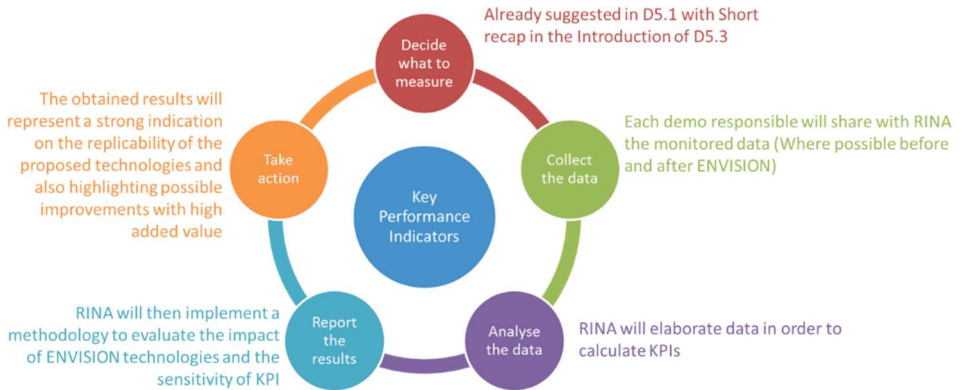 Decide
what to
measure
Already suggested in D5.1 with Short
recap in the Introduction of D5.3
Collect
the data
Each demo responsible will share with RINA
the monitored data (Where possible before
and after ENVISION)
Analyse
the data
RINA will elaborate data in order to
calculate KPIs
Report
the
results
RINA will then implement a
methodology to evaluate the impact
of ENVISION technologies and the
sensitivity of KPI
Take
action
The obtained results will
represent a strong indication
on the replicability of the
proposed technologies and
also highlighting possible
improvements with high
added value
Key
Performance
Indicators